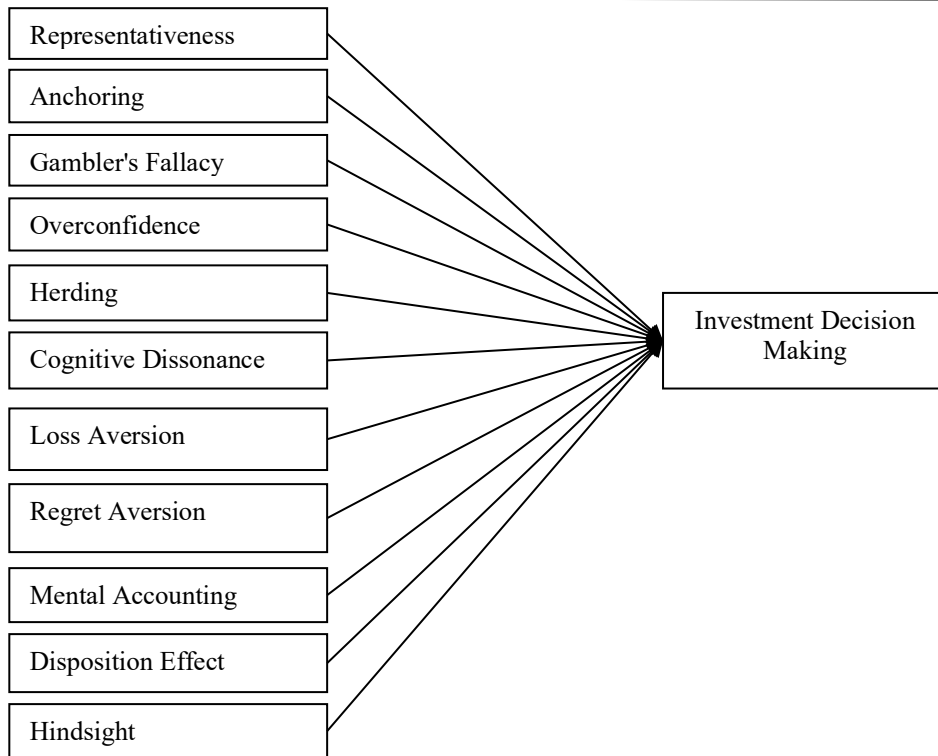 Representativeness
Anchoring
Gambler's Fallacy
Overconfidence
Herding
Cognitive Dissonance
Loss Aversion
Regret Aversion
Mental Accounting
Disposition Effect
Hindsight
Investment Decision
Making